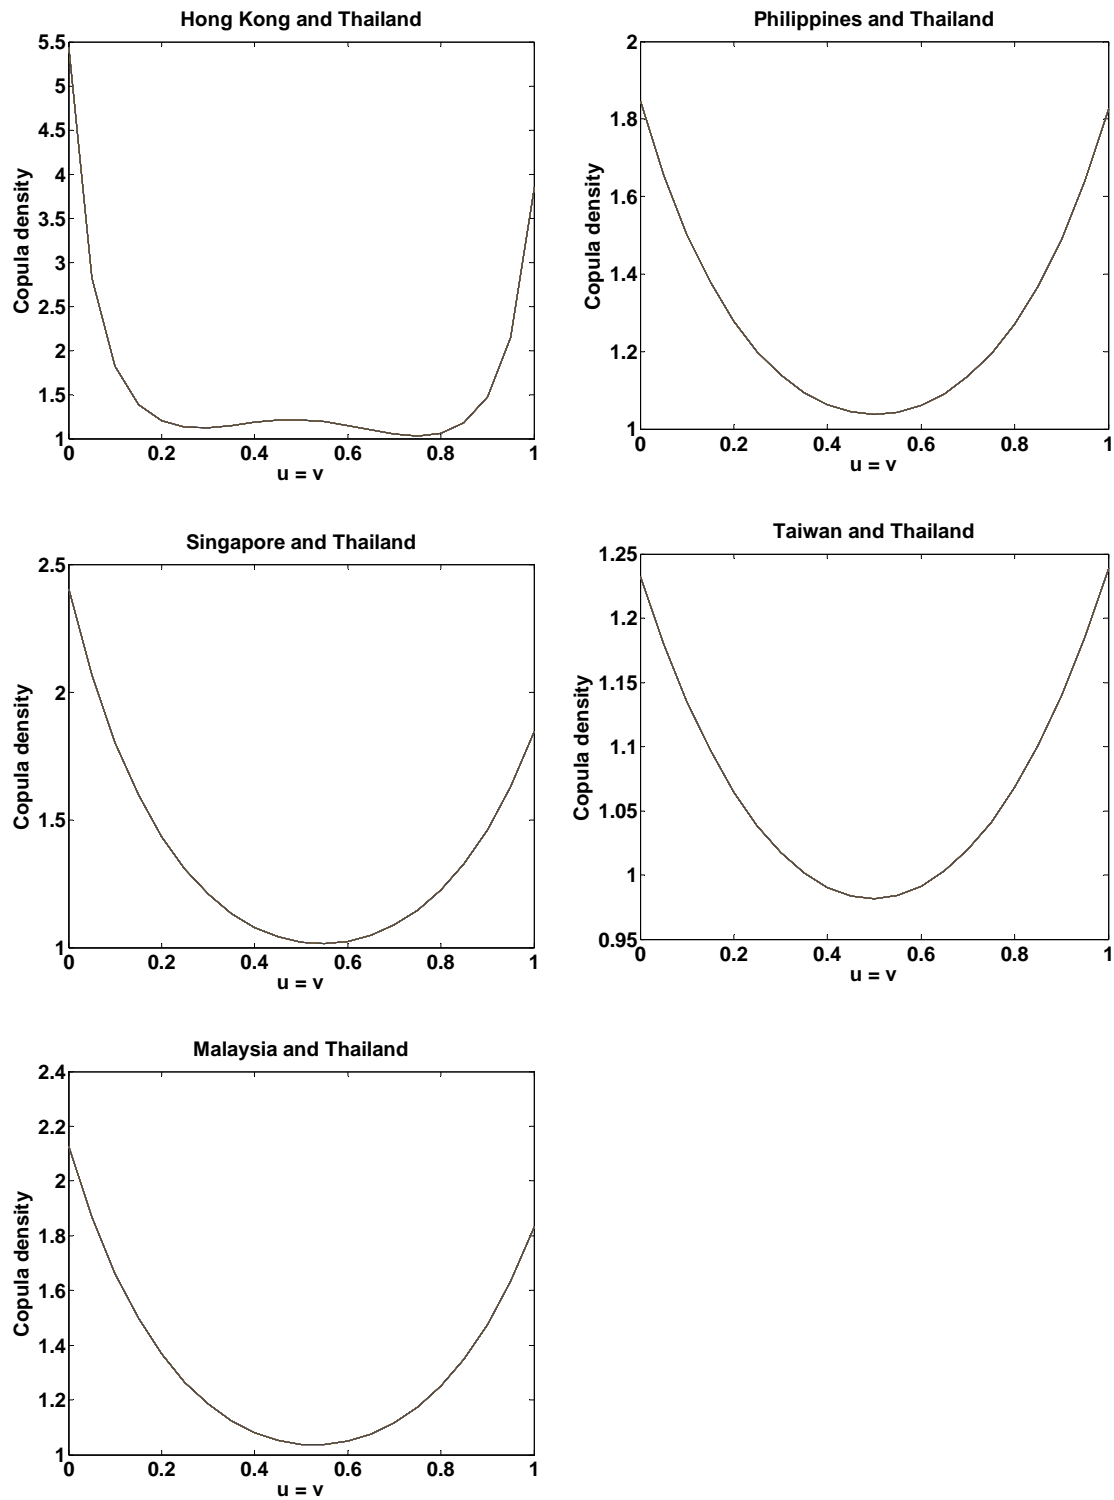 Hong Kong and Thailand
5.5
5
4.5
4
3.5
3
2.5
2
1.5
1
Copula density
0 0.2 0.4 0.6 0.8 1
u = v
Philippines and Thailand
2
1.8
1.6
1.4
1.2
1
Copula density
0 0.2 0.4 0.6 0.8 1
u = v
Singapore and Thailand
2.5
2
1.5
1
Copula density
0 0.2 0.4 0.6 0.8 1
u = v
Taiwan and Thailand
1.25
1.2
1.15
1.1
1.05
1
0.95
Copula density
0 0.2 0.4 0.6 0.8 1
u = v
Malaysia and Thailand
2.4
2.2
2
1.8
1.6
1.4
1.2
1
Copula density
0 0.2 0.4 0.6 0.8 1
u = v